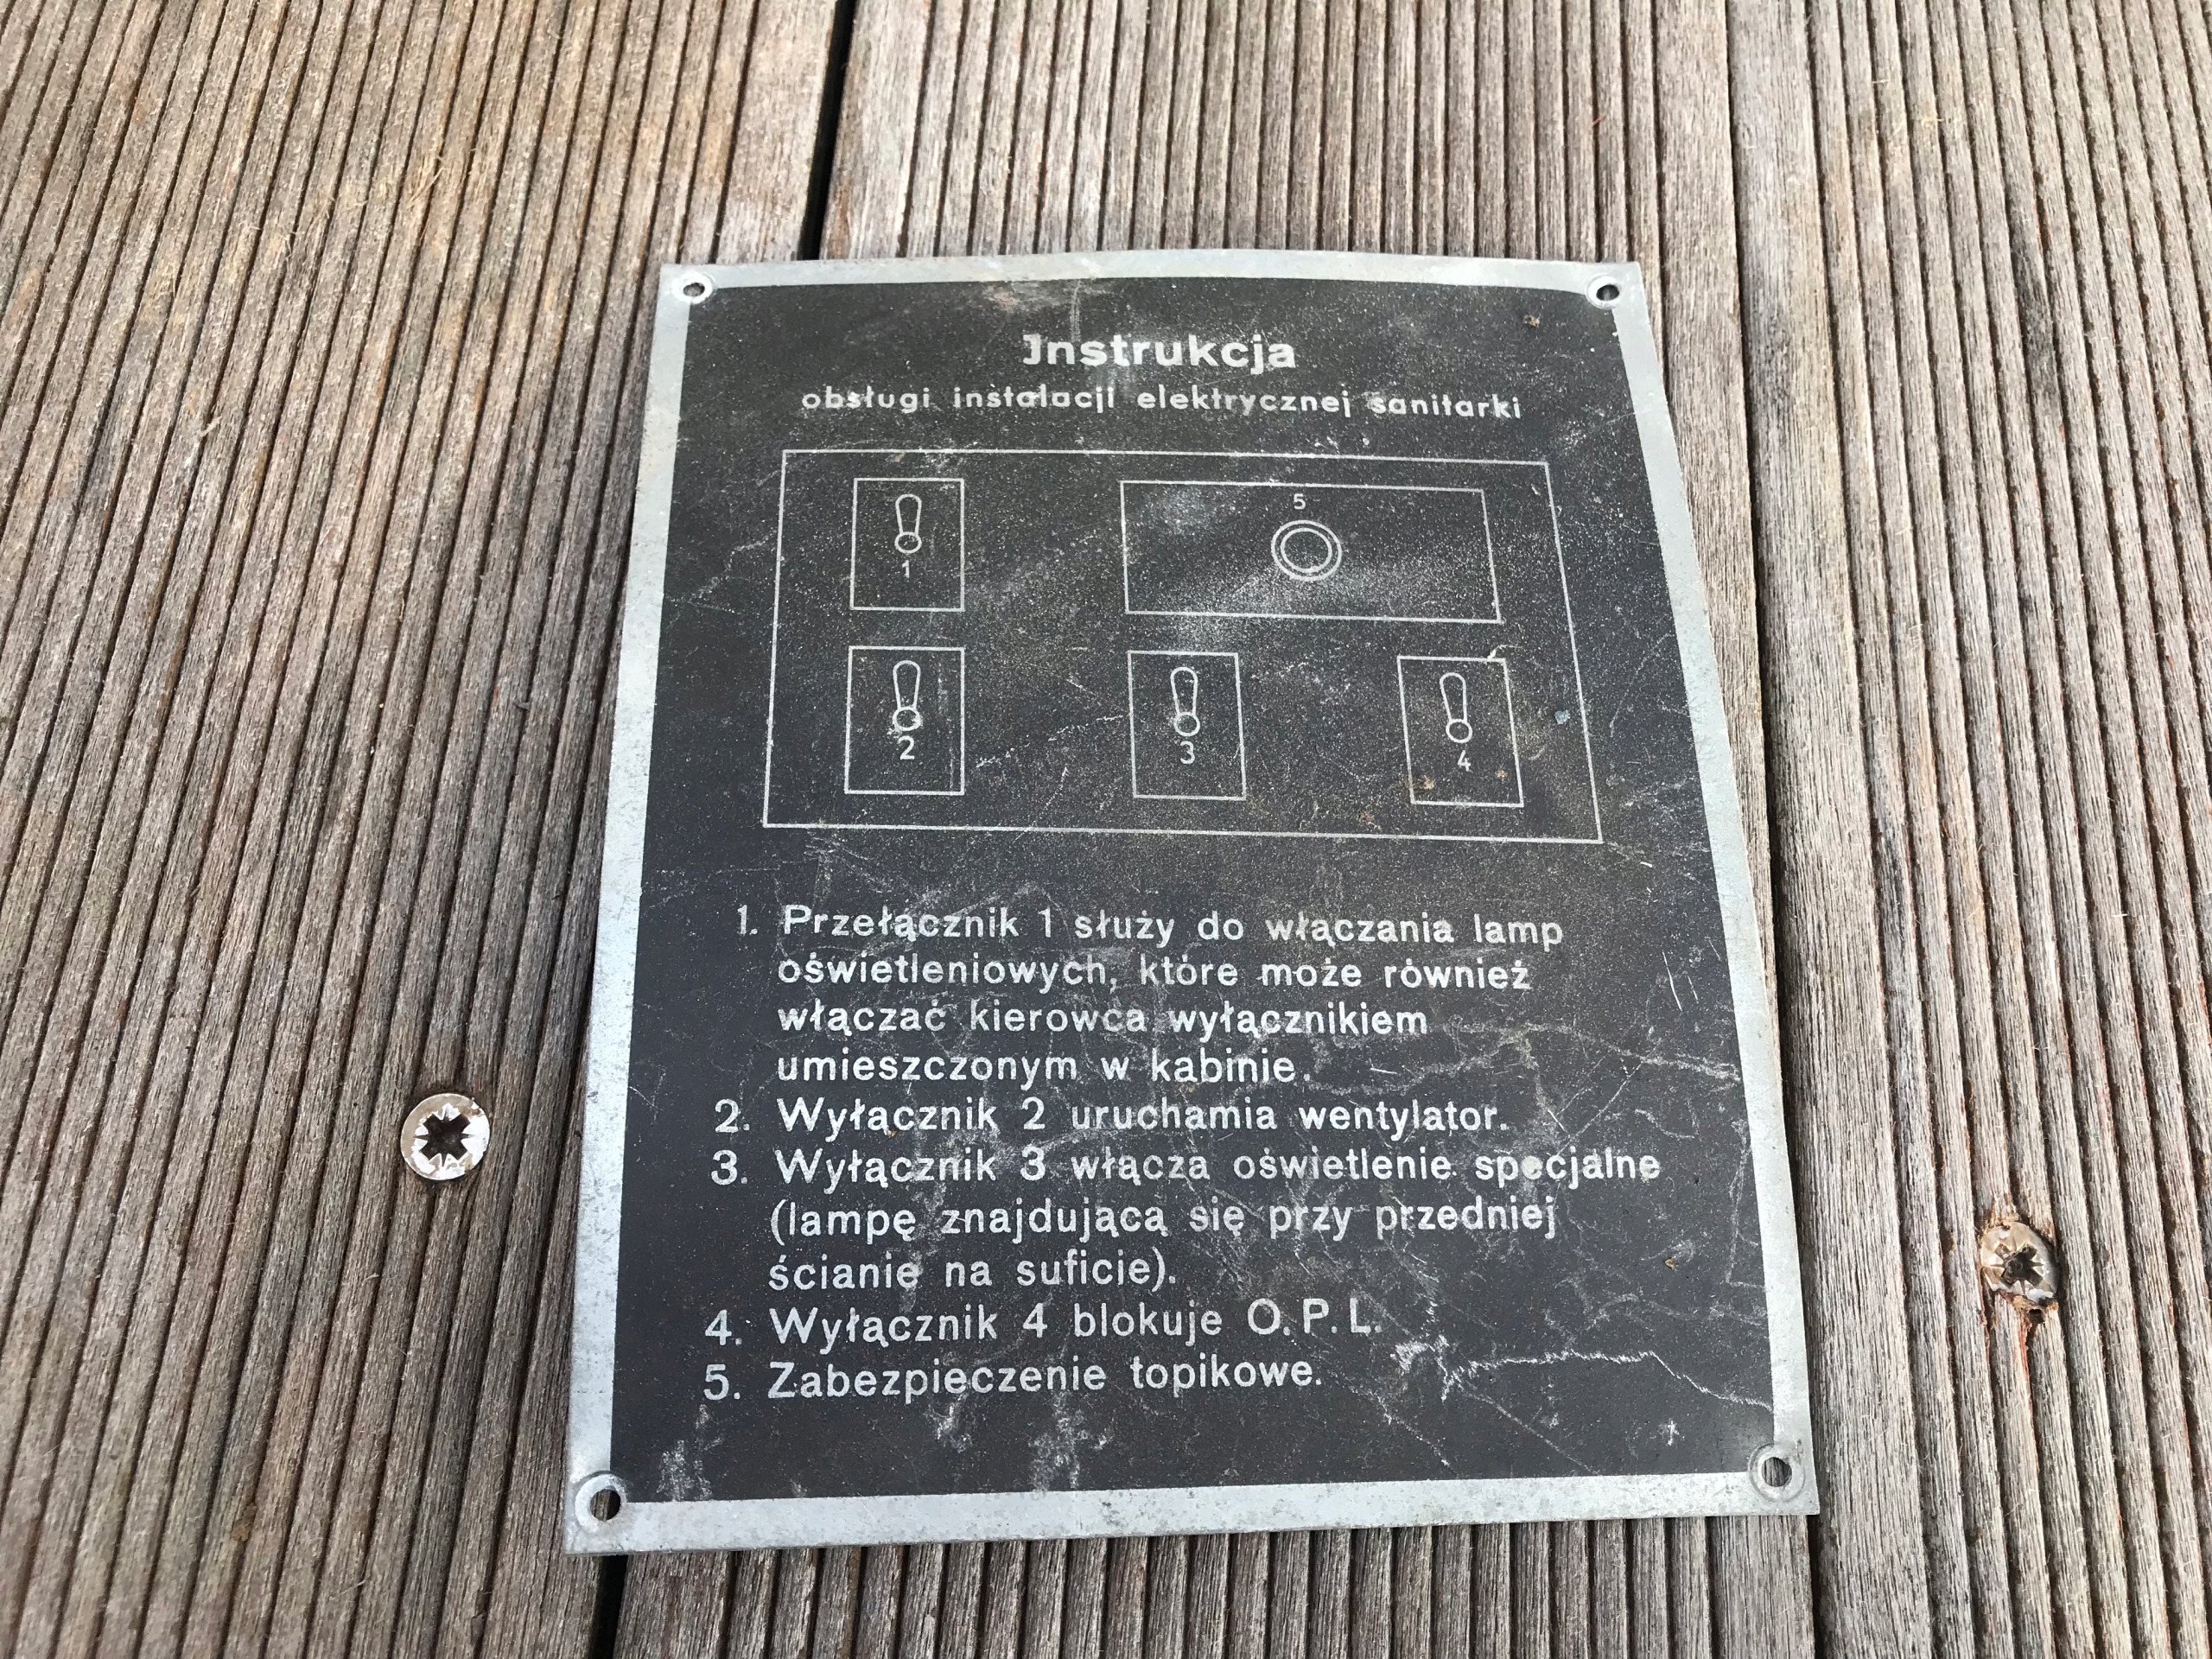 Jnstrukcja
obsługi instalacji elektrycznej sanitarki
1
5
2
3
4
1. Przełącznik 1 służy do włączania lamp
oświetleniowych, które może również
włączać kierowca wyłącznikiem
umieszczonym w kabinie.
2. Wyłącznik 2 uruchamia wentylator.
3. Wyłącznik 3 włącza oświetlenie specjalne
(lampę znajdującą się przy przedniej
ścianie na suficie).
4. Wyłącznik 4 blokuje O.P.L.
5. Zabezpieczenie topikowe.